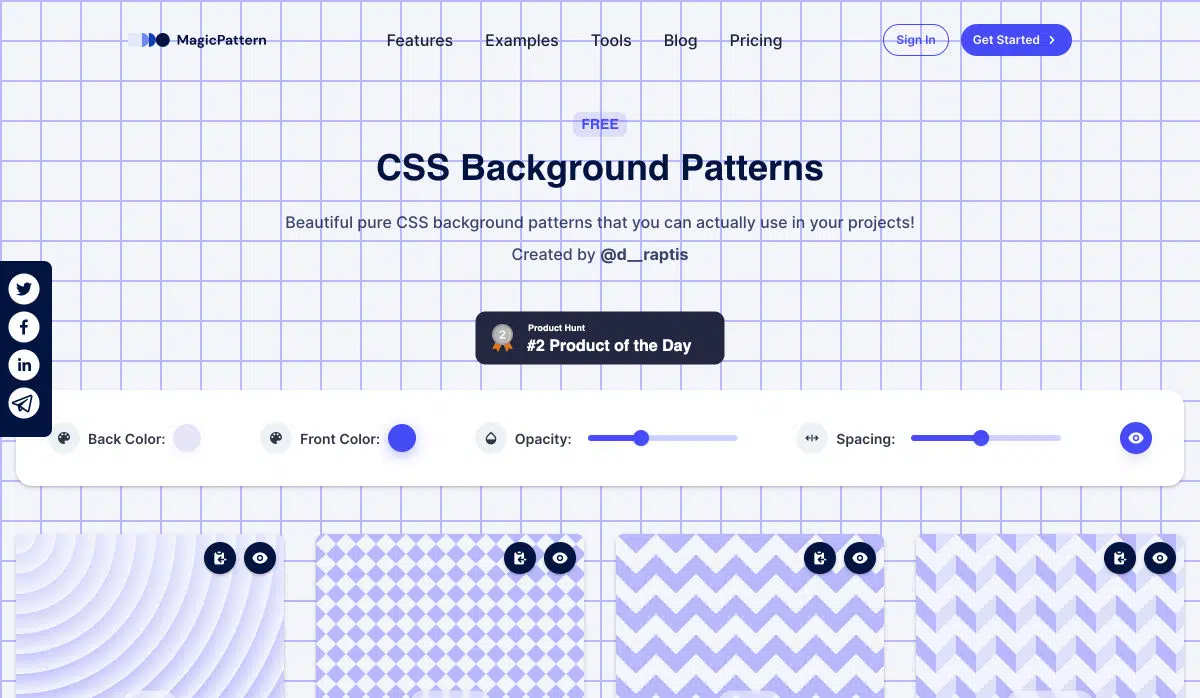 MagicPattern
Features Examples Tools Blog Pricing
Sign In
Get Started
FREE
CSS Background Patterns
Beautiful pure CSS background patterns that you can actually use in your projects!
Created by @d__raptis
2
Product Hunt
#2 Product of the Day
Back Color:
Front Color:
Opacity:
Spacing: